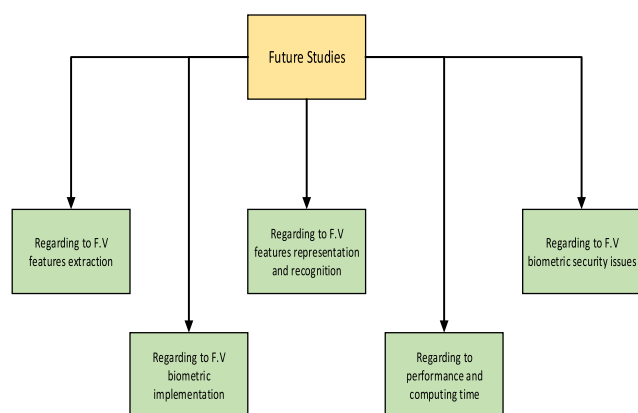 Future Studies
Regarding to F.V
features extraction
Regarding to F.V
features representation
and recognition
Regarding to F.V
biometric security issues
Regarding to F.V
biometric
implementation
Regarding to
performance and
computing time